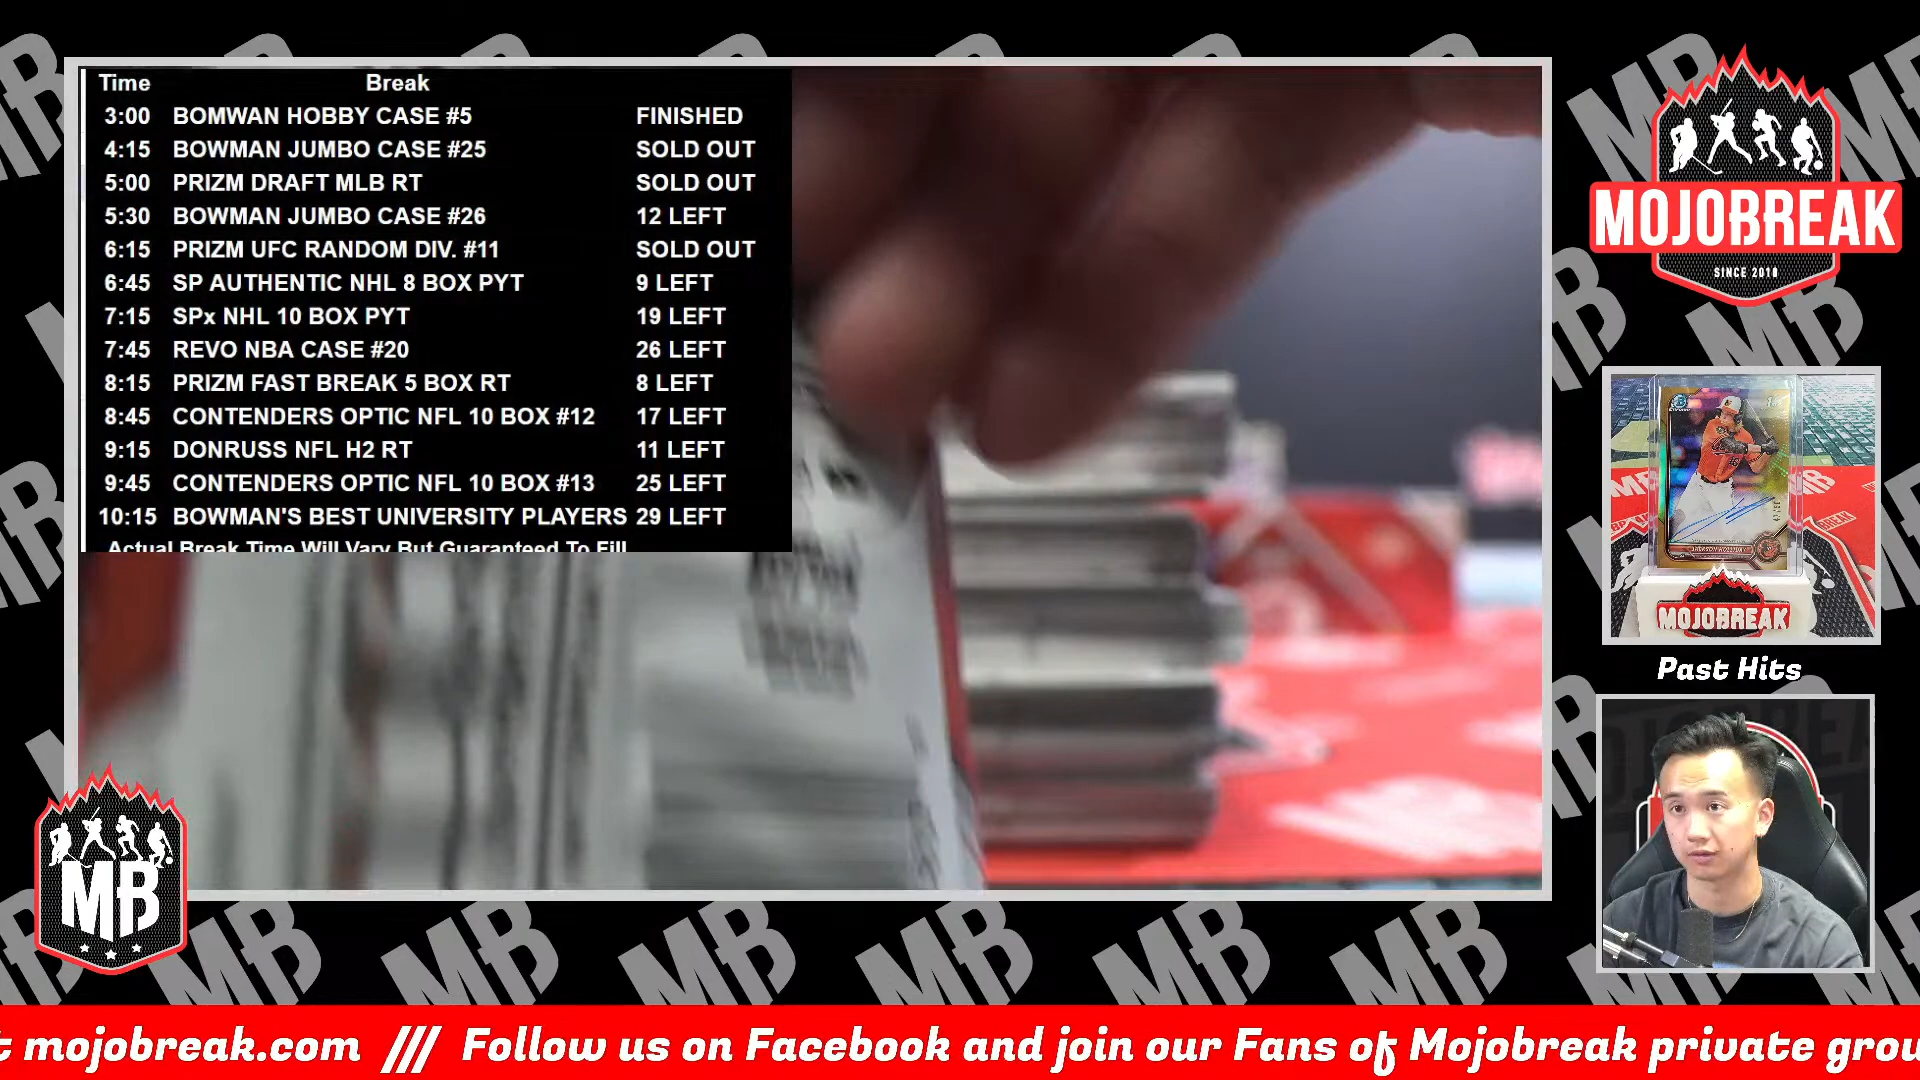 Time Break
3:00 BOMWAN HOBBY CASE #5 FINISHED
4:15 BOWMAN JUMBO CASE #25 SOLD OUT
5:00 PRIZM DRAFT MLB RT SOLD OUT
5:30 BOWMAN JUMBO CASE #26 12 LEFT
6:15 PRIZM UFC RANDOM DIV. #11 SOLD OUT
6:45 SP AUTHENTIC NHL 8 BOX PYT 9 LEFT
7:15 SPx NHL 10 BOX PYT 19 LEFT
7:45 REVO NBA CASE #20 26 LEFT
8:15 PRIZM FAST BREAK 5 BOX RT 8 LEFT
8:45 CONTENDERS OPTIC NFL 10 BOX #12 17 LEFT
9:15 DONRUSS NFL H2 RT 11 LEFT
9:45 CONTENDERS OPTIC NFL 10 BOX #13 25 LEFT
10:15 BOWMAN'S BEST UNIVERSITY PLAYERS 29 LEFT
Actual Break Time Will Vary But Guaranteed To Fill
MOJOBREAK
SINCE 2010
JACKSON HOLLIDAY
MOJOBREAK
Past Hits
MB
mojobreak.com /// Follow us on Facebook and join our Fans of Mojobreak private grou